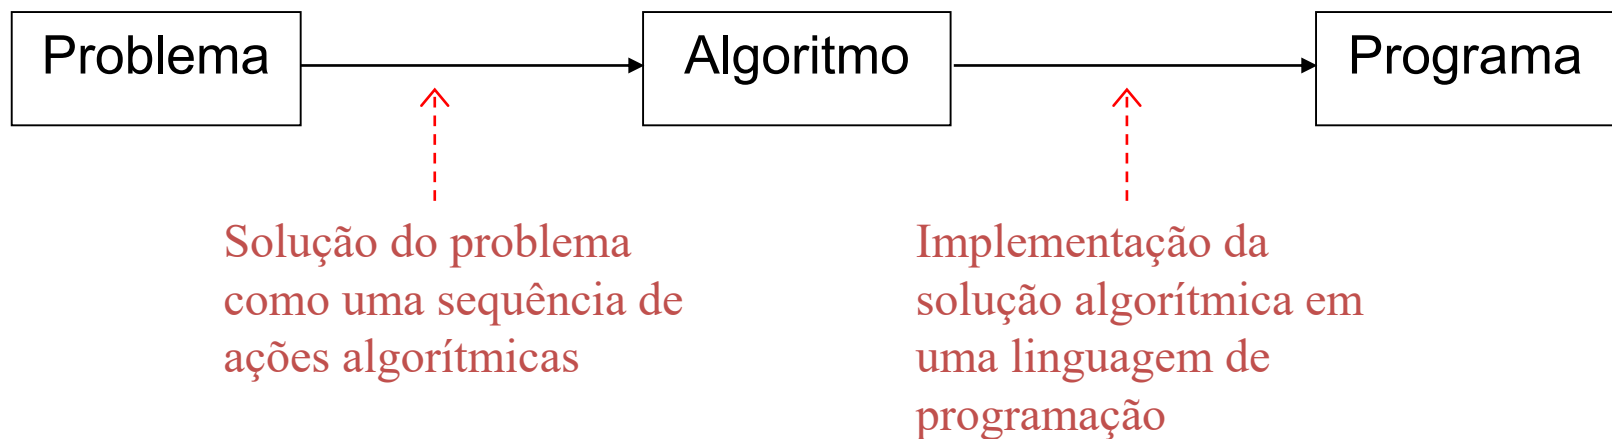 Problema
Algoritmo
Programa
Solução do problema
como uma sequência de
ações algorítmicas
Implementação da
solução algorítmica em
uma linguagem de
programação